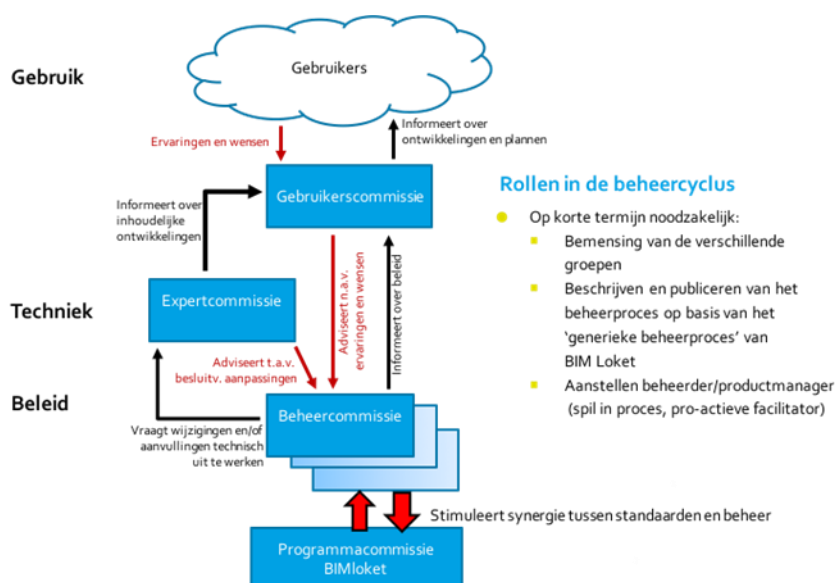 Gebruik
Gebruikers
Ervaringen en wensen
Informeert over
ontwikkelingen en plannen
Gebruikerscommissie
Informeert over
inhoudelijke
ontwikkelingen
Techniek
Expertcommissie
Adviseert n.a.v.
ervaringen en wensen
Informeert over beleid
Adviseert t.a.v.
besluitv. aanpassingen
Beleid
Beheercommissie
Vraagt wijzigingen en/of
aanvullingen technisch
uit te werken
Stimuleert synergie tussen standaarden en beheer
Programmacommissie
BIMloket
Rollen in de beheercyclus
Op korte termijn noodzakelijk:
Bemensing van de verschillende
groepen
Beschrijven en publiceren van het
beheerproces op basis van het
‘generieke beheerproces’ van
BIM Loket
Aanstellen beheerder/productmanager
(spil in proces, pro-actieve facilitator)